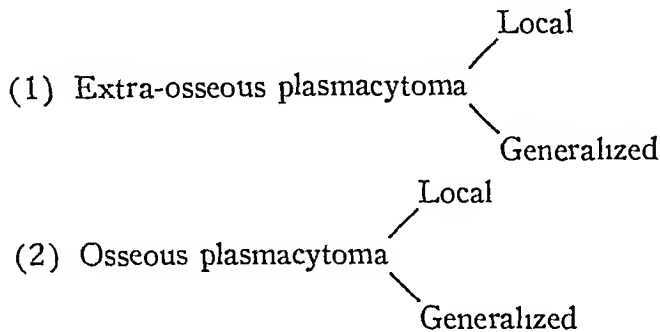 Local
(1) Extra-osseous plasmacytoma
Generalized
Local
(2) Osseous plasmacytoma
Generalized